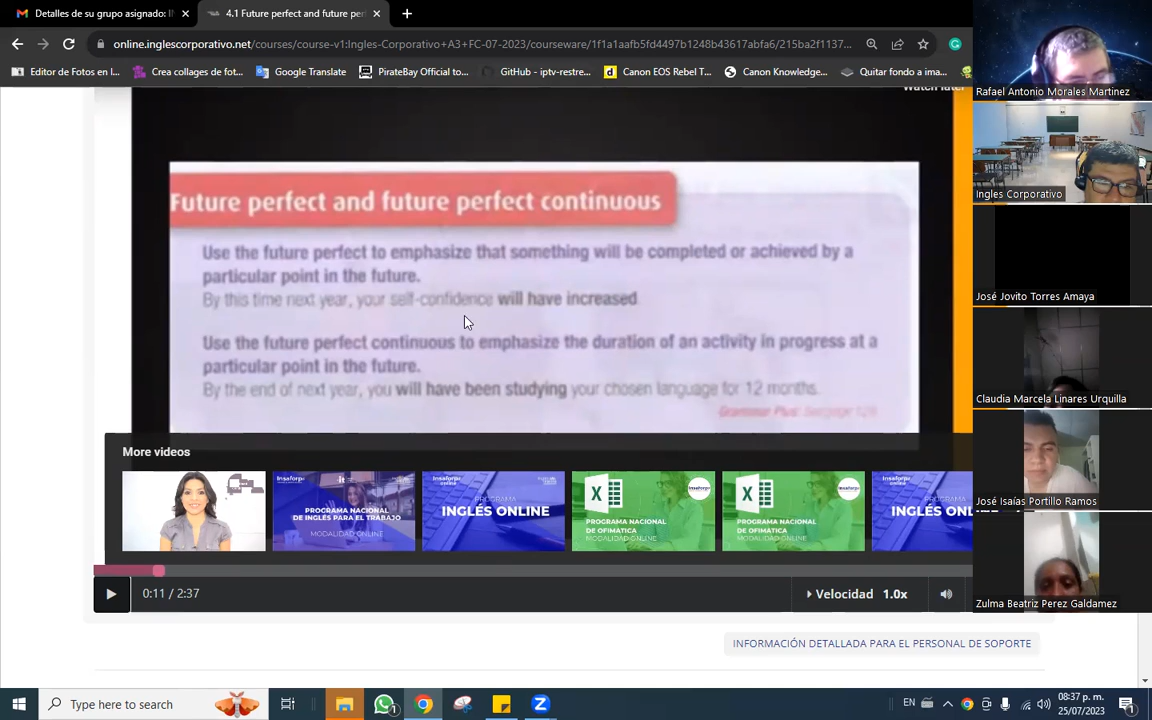 Detalles de su grupo asignado: I
4.1 Future perfect and future per
online.inglescorporativo.net/courses/course-v1:Ingles-Corporativo+A3+FC-07-2023/courseware/1f1a1aafb5fd4497b1248b43617abfa6/215ba2f1137...
Editor de Fotos en l...
Crea collages de fot...
Google Translate
PirateBay Official to...
GitHub - iptv-restre...
Canon EOS Rebel T...
Canon Knowledge...
Quitar fondo a ima...
Watch later
Future perfect and future perfect continuous
Use the future perfect to emphasize that something will be completed or achieved by a
particular point in the future.
By this time next year, your self-confidence will have increased.
Use the future perfect continuous to emphasize the duration of an activity in progress at a
particular point in the future.
By the end of next year, you will have been studying your chosen language for 12 months.
More videos
Insaforp
PROGRAMA NACIONAL
DE INGLÉS PARA EL TRABAJO
MODALIDAD ONLINE
Insaforp
PROGRAMA
INGLÉS ONLINE
PROGRAMA NACIONAL
DE OFIMÁTICA
MODALIDAD ONLINE
PROGRAMA NACIONAL
DE OFIMÁTICA
MODALIDAD ONLINE
PROGRAMA
INGLÉS ONL
0:11 / 2:37
Velocidad 1.0x
INFORMACIÓN DETALLADA PARA EL PERSONAL DE SOPORTE
Rafael Antonio Morales Martinez
Ingles Corporativo
José Jovito Torres Amaya
Claudia Marcela Linares Urquilla
José Isaías Portillo Ramos
Zulma Beatriz Perez Galdamez
Type here to search
EN
08:37 p. m.
25/07/2023